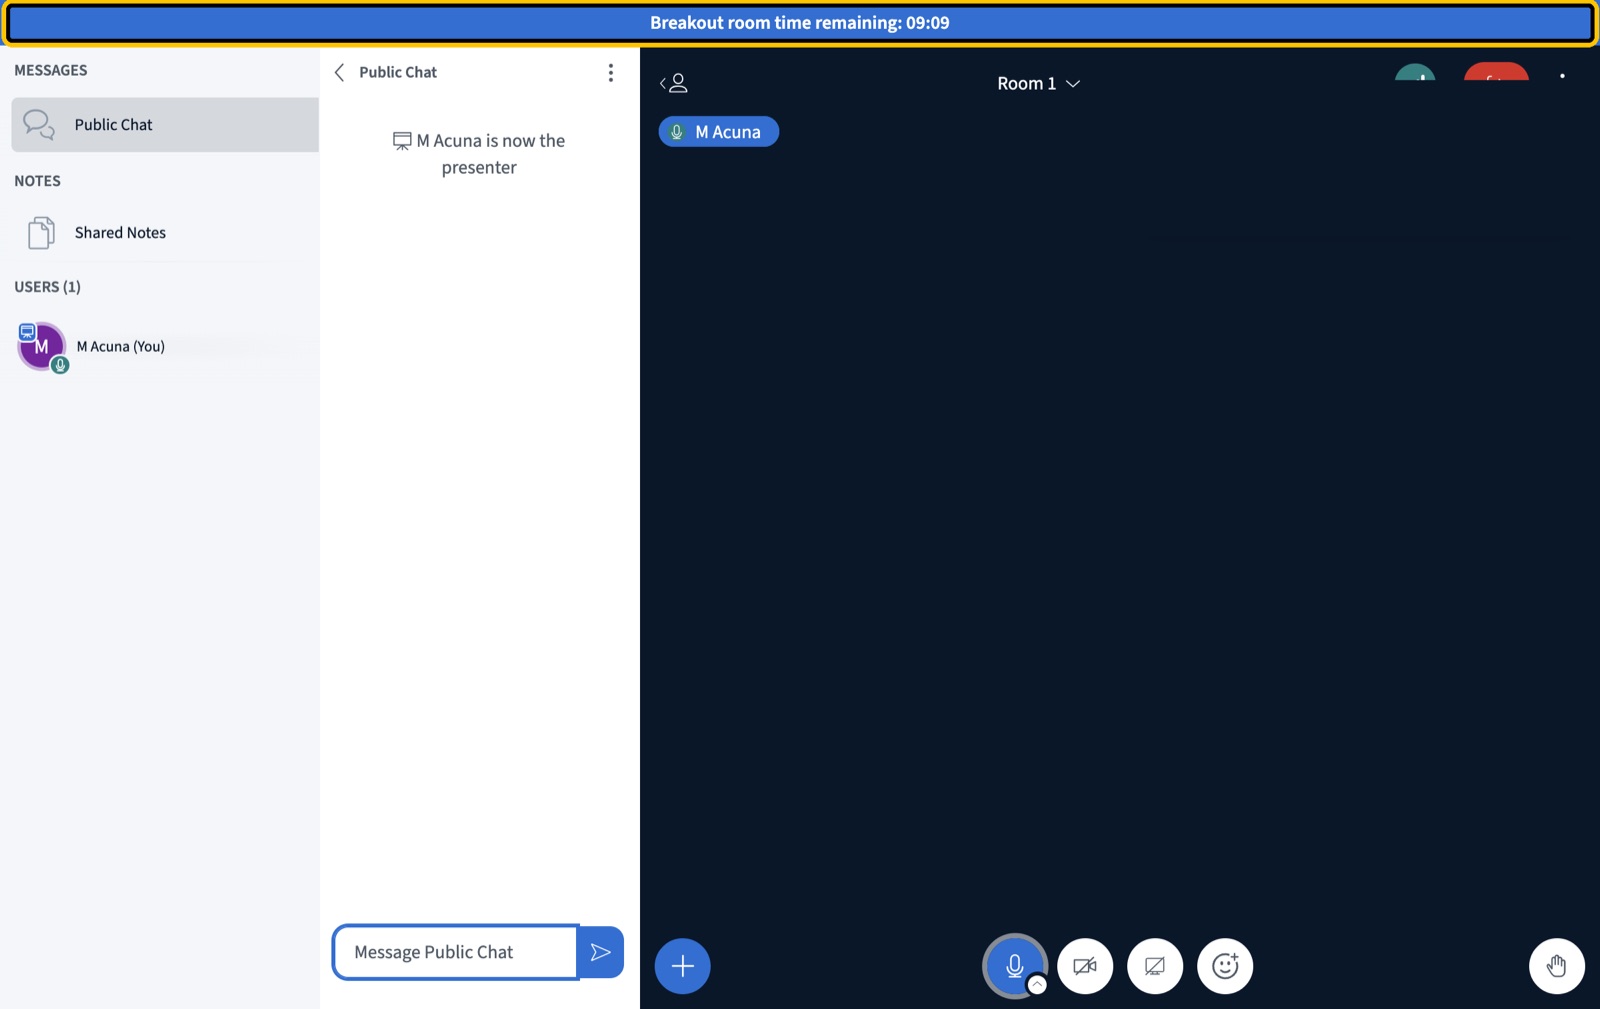 Breakout room time remaining: 09:09
MESSAGES
Public Chat
NOTES
Shared Notes
USERS (1)
M
M Acuna (You)
Public Chat
M Acuna is now the
presenter
Message Public Chat
Room 1
M Acuna